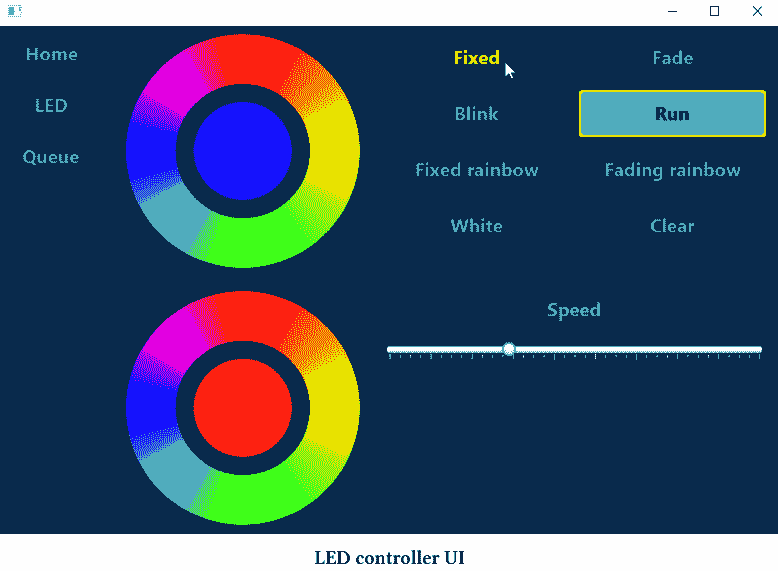 Home
LED
Queue
Fixed
Fade
Blink
Run
Fixed rainbow
Fading rainbow
White
Clear
Speed
LED controller UI